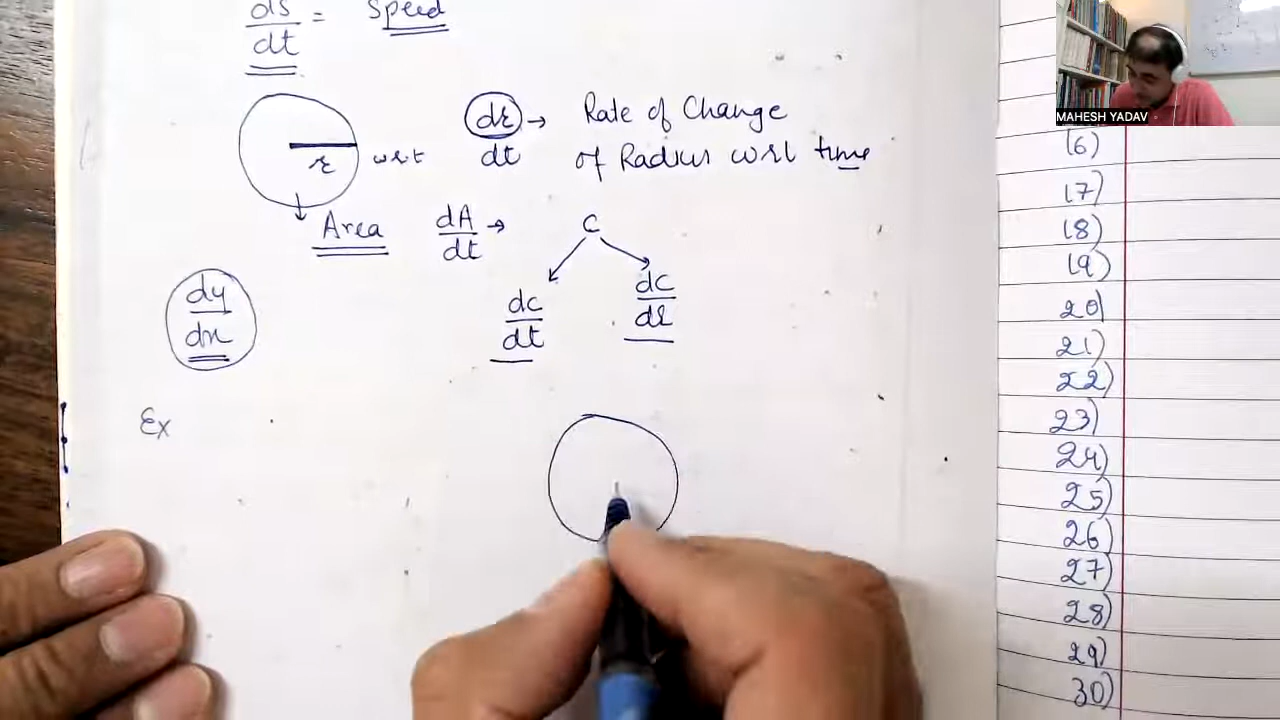 ds/dt = Speed
r wrt dr/dt → Rate of Change
of Radius wrt time
Area dA/dt → C
dc/dt dc/dr
dy/dx
Ex
MAHESH YADAV
16)
17)
18)
19)
20)
21)
22)
23)
24)
25)
26)
27)
28)
29)
30)